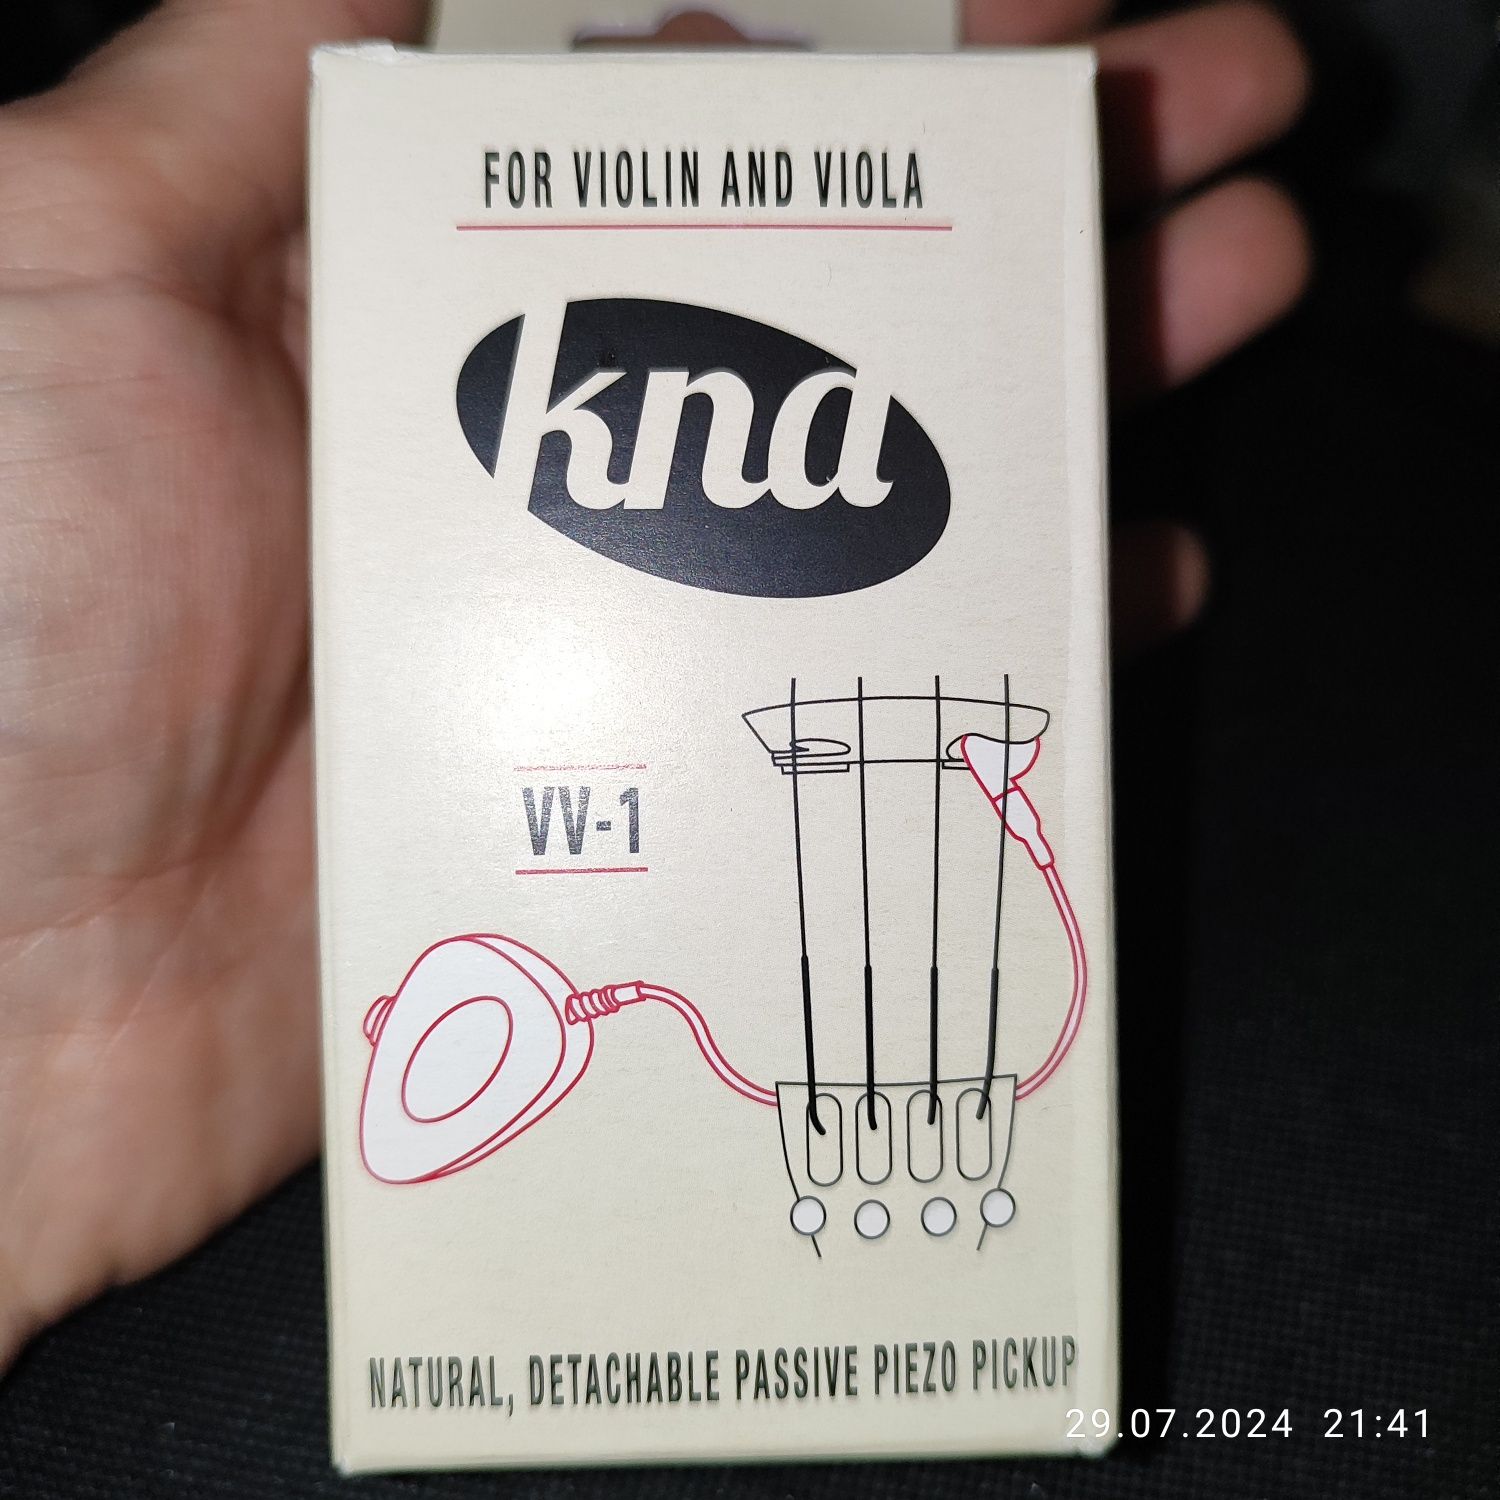 FOR VIOLIN AND VIOLA
kna
VV-1
NATURAL, DETACHABLE PASSIVE PIEZO PICKUP
29.07.2024 21:41